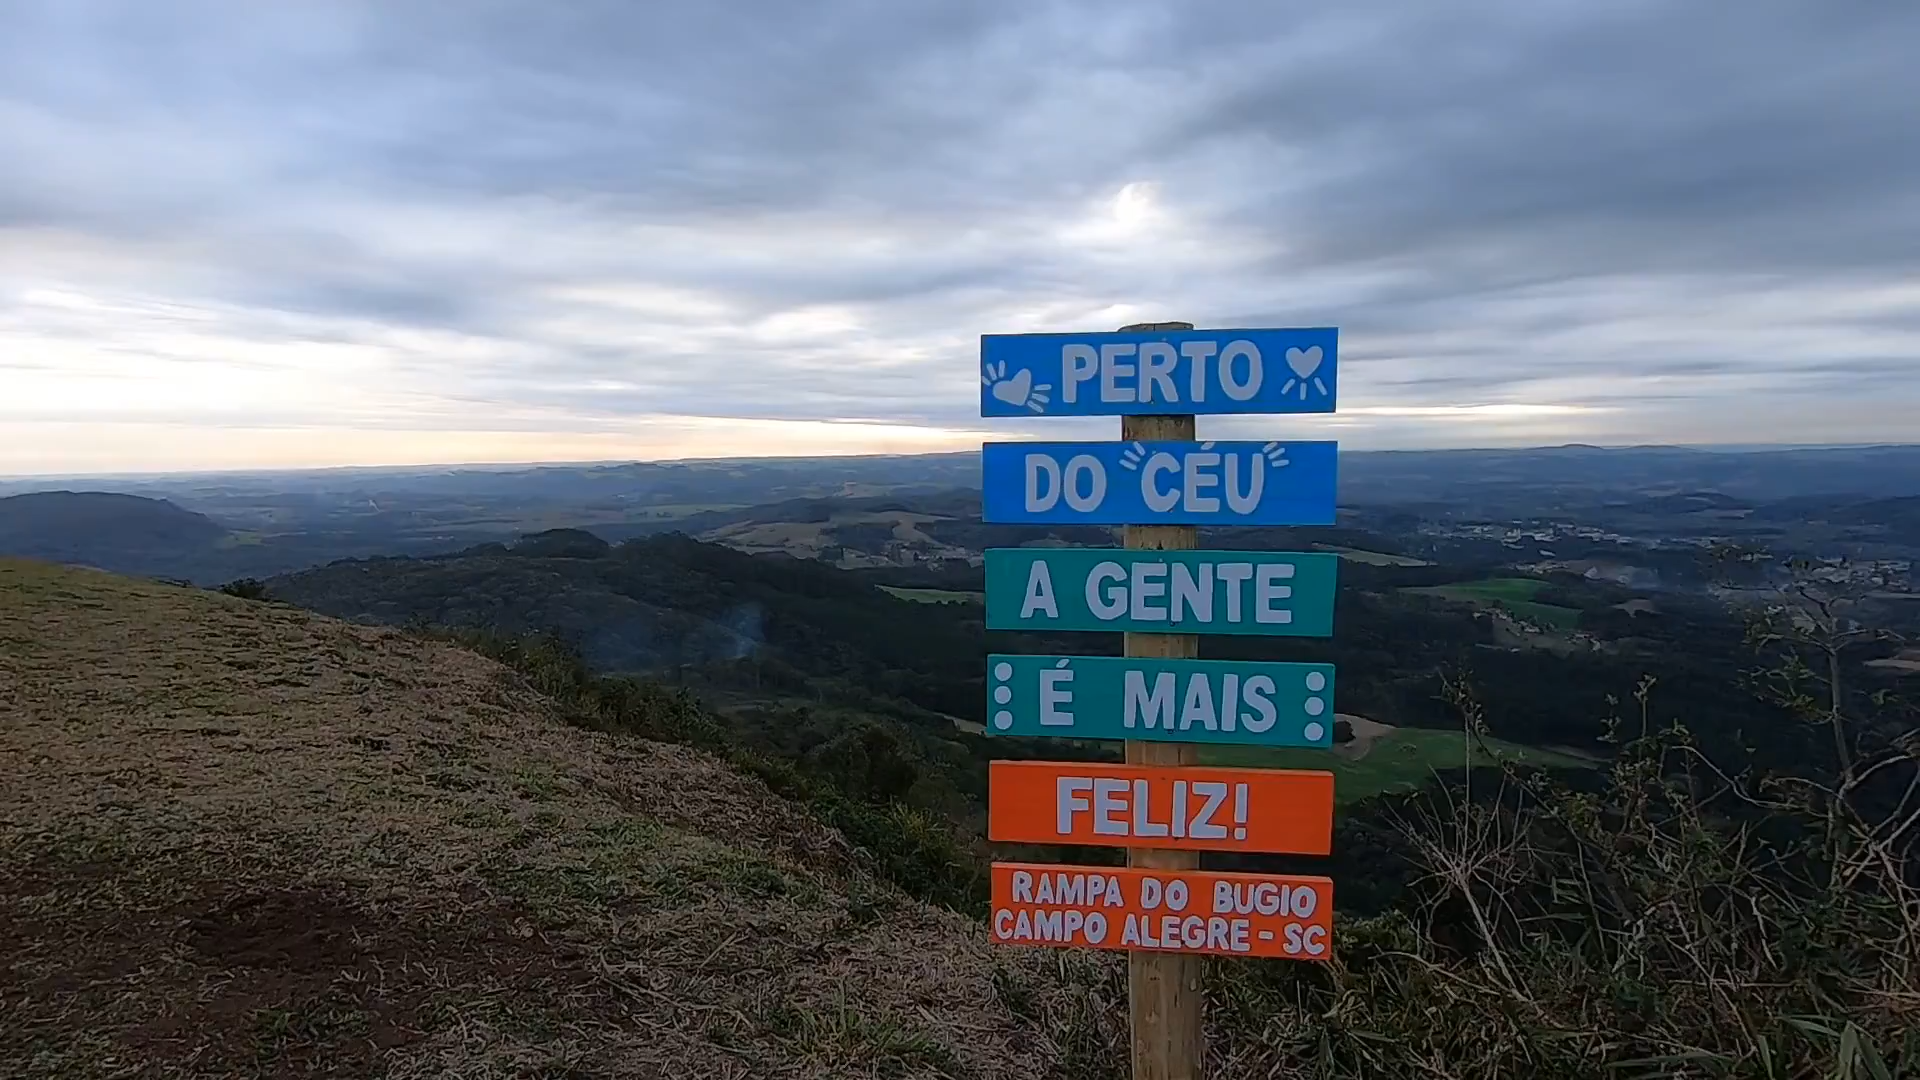 PERTO
DO CÉU
A GENTE
É MAIS
FELIZ!
RAMPA DO BUGIO
CAMPO ALEGRE - SC